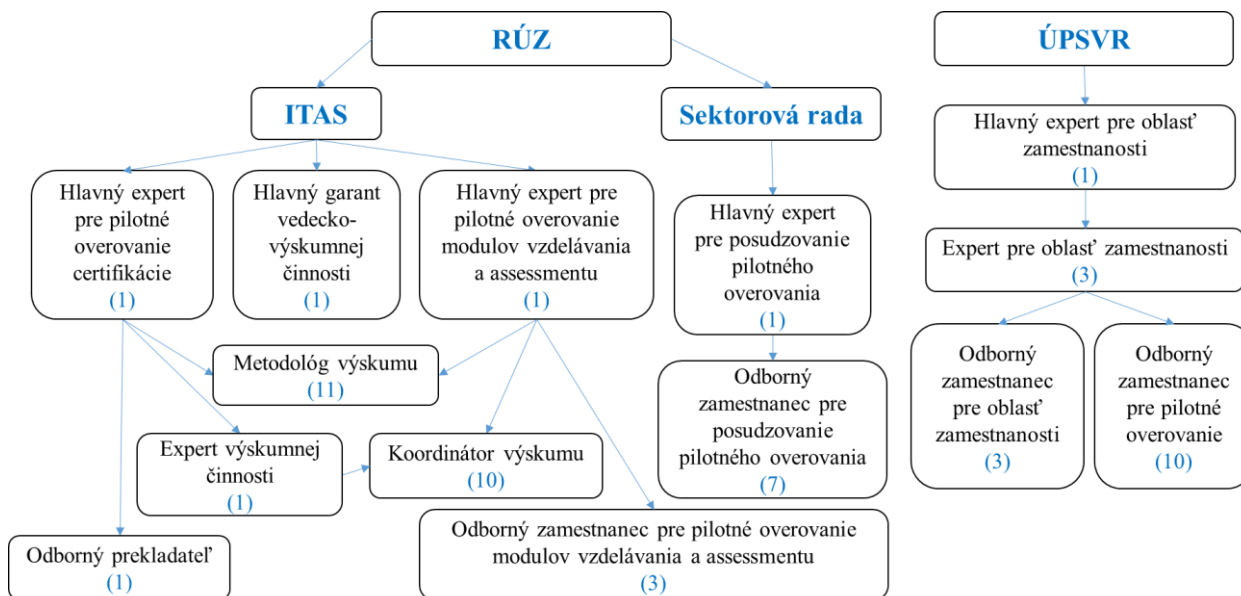 RÚZ
ÚPSVR
ITAS
Sektorová rada
Hlavný expert pre oblasť
zamestnanosti
(1)
Hlavný expert
pre pilotné
overovanie
certifikácie
(1)
Hlavný garant
vedecko-
výskumnej
činnosti
(1)
Hlavný expert pre
pilotné overovanie
modulov vzdelávania
a assessmentu
(1)
Hlavný expert
pre posudzovanie
pilotného
overovania
(1)
Expert pre oblasť zamestnanosti
(3)
Metodológ výskumu
(11)
Odborný
zamestnanec pre
posudzovanie
pilotného overovania
(7)
Odborný
zamestnanec
pre oblasť
zamestnanosti
(3)
Odborný
zamestnanec
pre pilotné
overovanie
(10)
Expert výskumnej
činnosti
(1)
Koordinátor výskumu
(10)
Odborný prekladateľ
(1)
Odborný zamestnanec pre pilotné overovanie
modulov vzdelávania a assessmentu
(3)